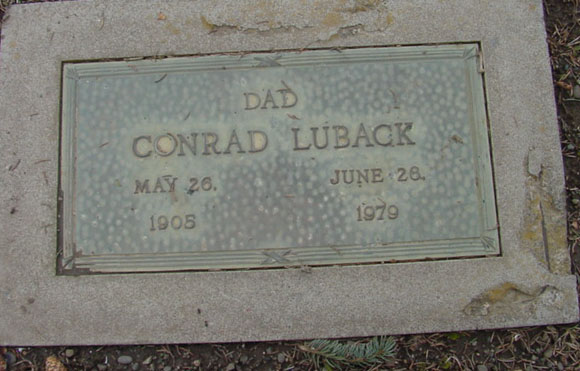 DAD
CONRAD LUBACK
MAY 26, JUNE 26,
1905 1979